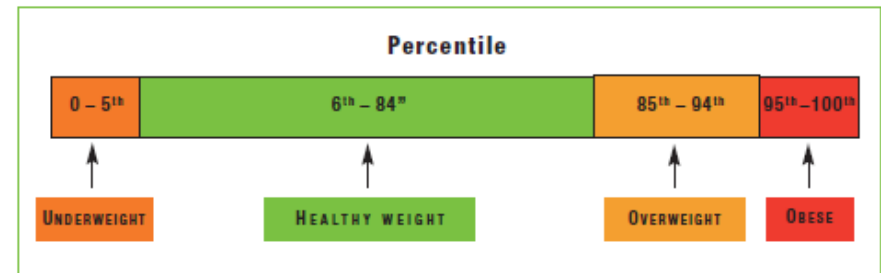 Percentile
0 – 5th
6th – 84th
85th – 94th
95th–100th
UNDERWEIGHT
HEALTHY WEIGHT
OVERWEIGHT
OBESE